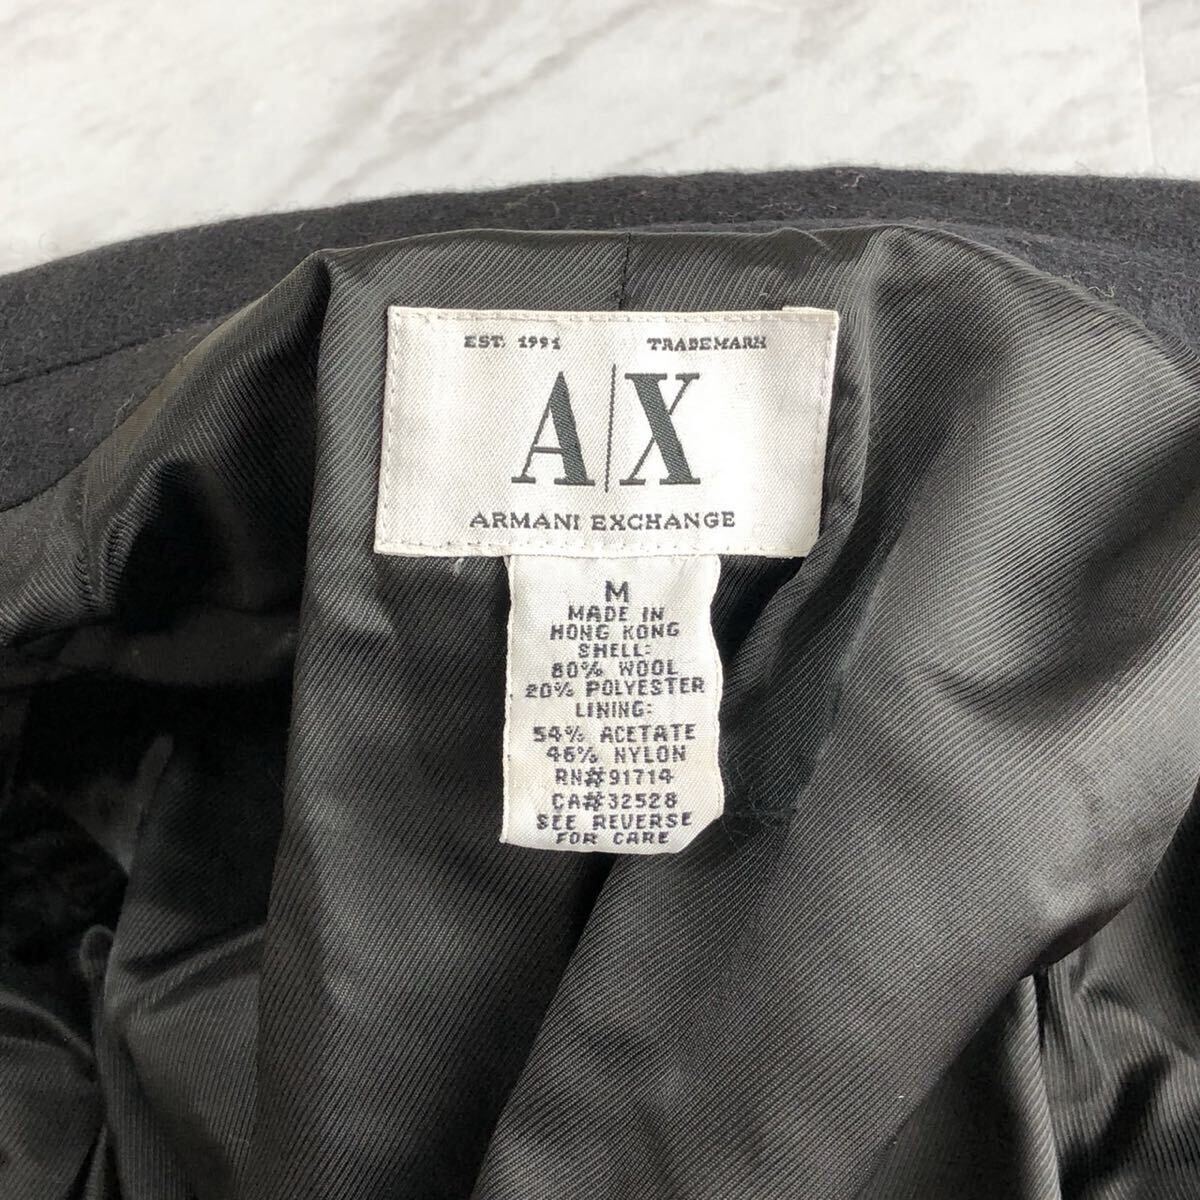 EST. 1991 TRADEMARK
A|X
ARMANI EXCHANGE
M
MADE IN
HONG KONG
SHELL:
80% WOOL
20% POLYESTER
LINING:
54% ACETATE
46% NYLON
RN#91714
CA#32528
SEE REVERSE
FOR CARE